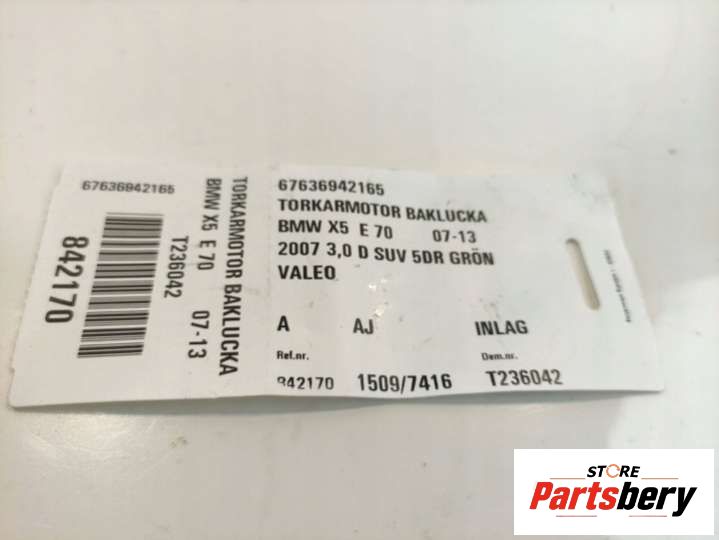 67636942165
TORKARMOTOR BAKLUCKA
BMW X5 E 70 07-13
T236042
842170
67636942165
TORKARMOTOR BAKLUCKA
BMW X5 E 70 07-13
2007 3,0 D SUV 5DR GRÖN
VALEO
A AJ INLAG
Ref.nr. Dem.nr.
842170 1509/7416 T236042
STORE
Partsbery